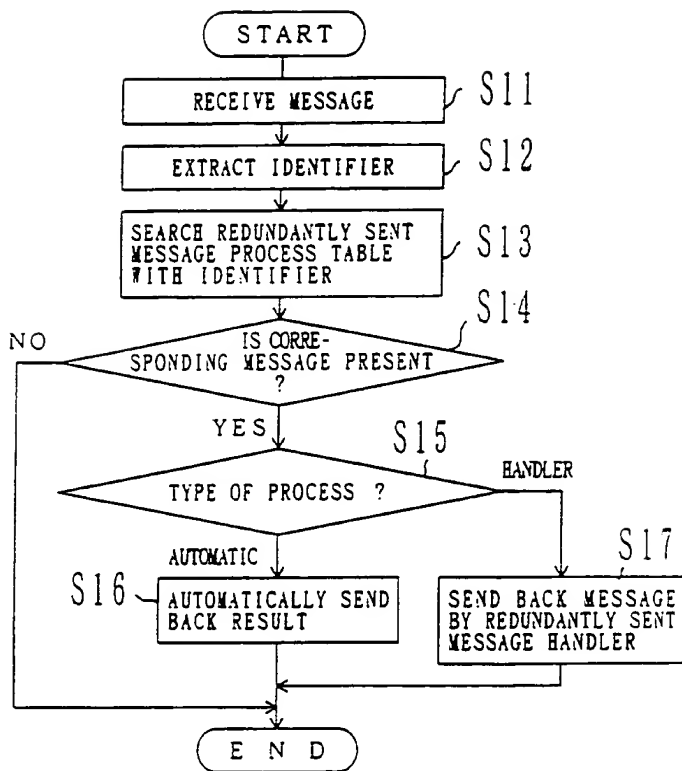 START
RECEIVE MESSAGE
S11
EXTRACT IDENTIFIER
S12
SEARCH REDUNDANTLY SENT
MESSAGE PROCESS TABLE
WITH IDENTIFIER
S13
S14
NO
IS CORRE-
SPONDING MESSAGE PRESENT
?
YES
S15
TYPE OF PROCESS ?
HANDLER
AUTOMATIC
S16
AUTOMATICALLY SEND
BACK RESULT
S17
SEND BACK MESSAGE
BY REDUNDANTLY SENT
MESSAGE HANDLER
END